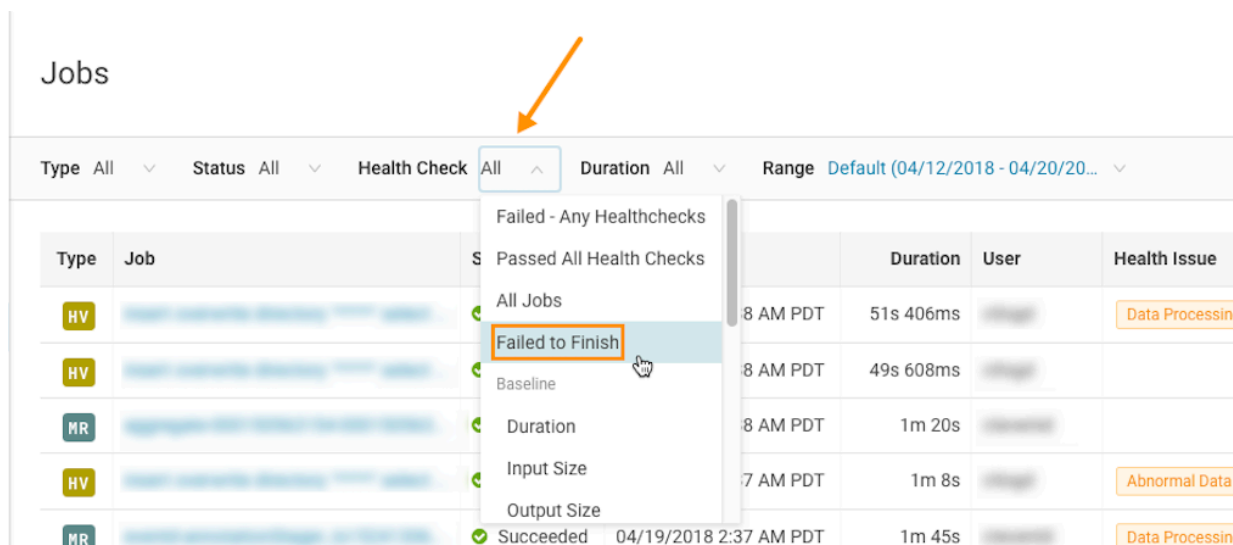 Jobs
Type All Status All Health Check All Duration All Range Default (04/12/2018 - 04/20/20...
Failed - Any Healthchecks
Passed All Health Checks
All Jobs
Failed to Finish
Baseline
Duration
Input Size
Output Size
Type Job S Duration User Health Issue
HV 8 AM PDT 51s 406ms Data Processin
HV 8 AM PDT 49s 608ms
MR 8 AM PDT 1m 20s
HV 7 AM PDT 1m 8s Abnormal Data
MR Succeeded 04/19/2018 2:37 AM PDT 1m 45s Data Processin